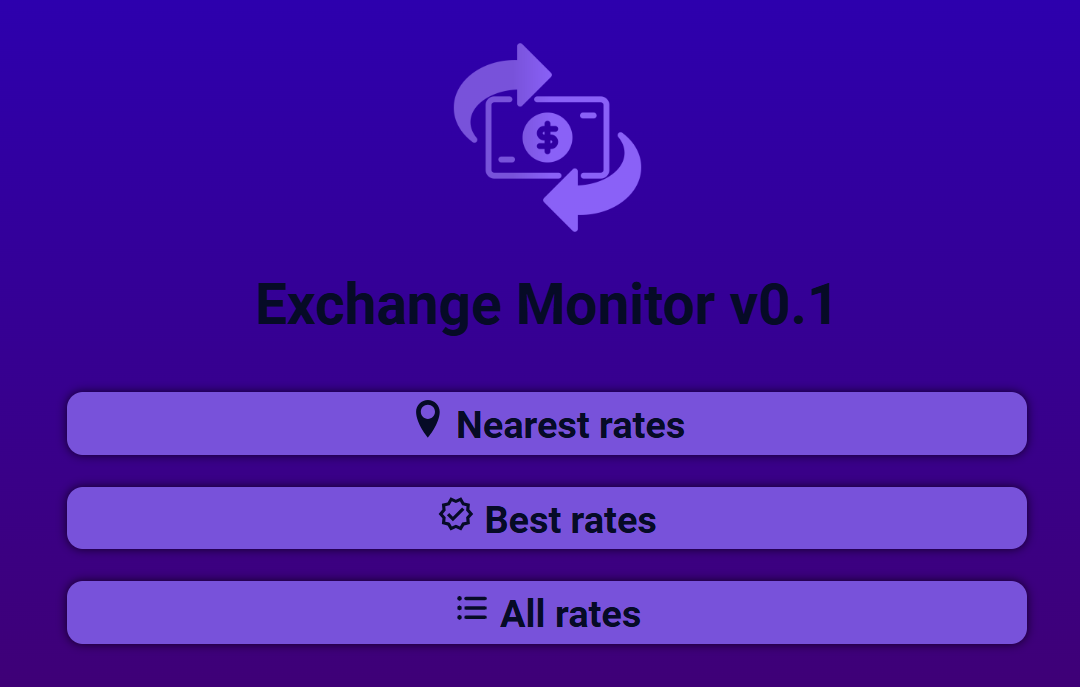 $
Exchange Monitor v0.1
Nearest rates
Best rates
All rates